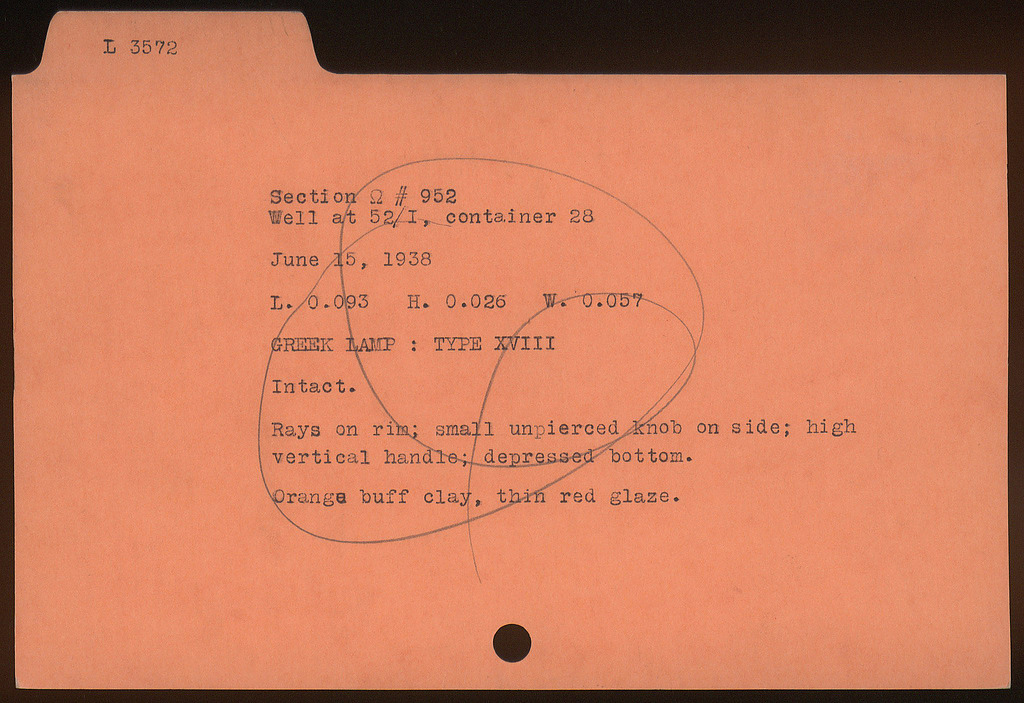 L 3572
Section Ω # 952
Well at 52/I, container 28
June 15, 1938
L. 0.093 H. 0.026 W. 0.057
GREEK LAMP : TYPE XVIII
Intact.
Rays on rim; small unpierced knob on side; high
vertical handle; depressed bottom.
Orange buff clay, thin red glaze.